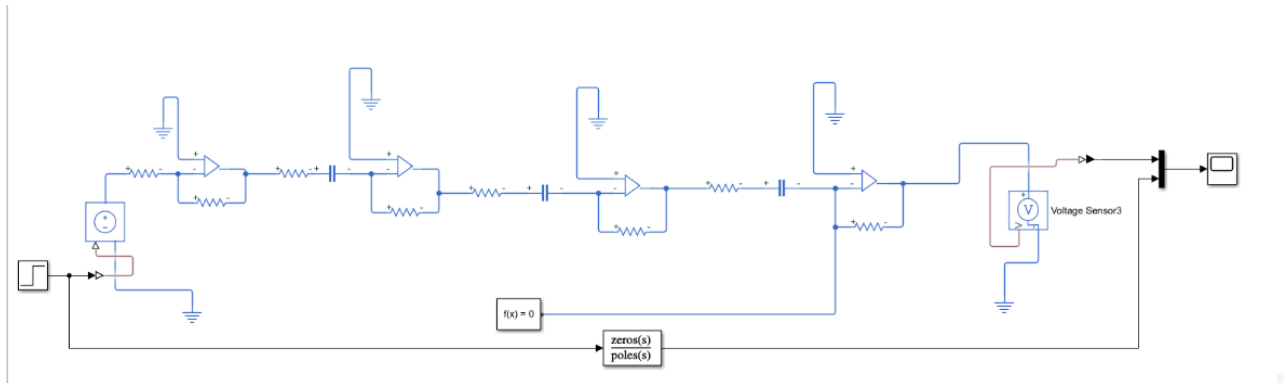 V
Voltage Sensor3
f(x) = 0
zeros(s)
poles(s)